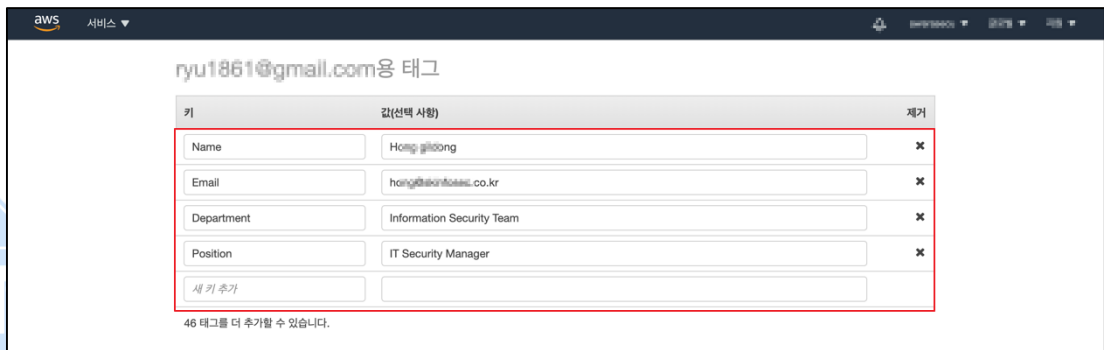 aws 서비스 ▼
ryu1861@gmail.com용 태그
키 값(선택 사항) 제거
Name
Email .co.kr
Department Information Security Team
Position IT Security Manager
새 키 추가
46 태그를 더 추가할 수 있습니다.